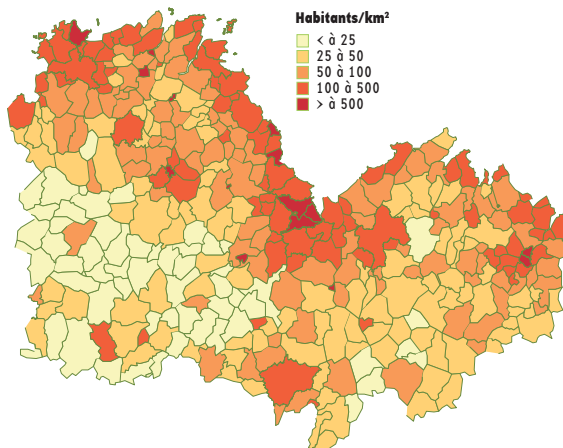 Habitants/km²
< à 25
25 à 50
50 à 100
100 à 500
> à 500